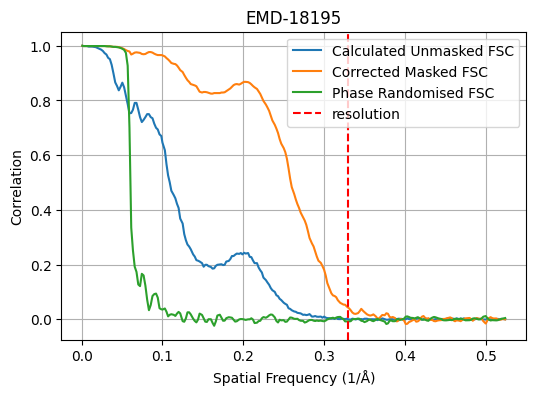 EMD-18195
Calculated Unmasked FSC
Corrected Masked FSC
Phase Randomised FSC
resolution
Correlation
1.0
0.8
0.6
0.4
0.2
0.0
0.0 0.1 0.2 0.3 0.4 0.5
Spatial Frequency (1/Å)